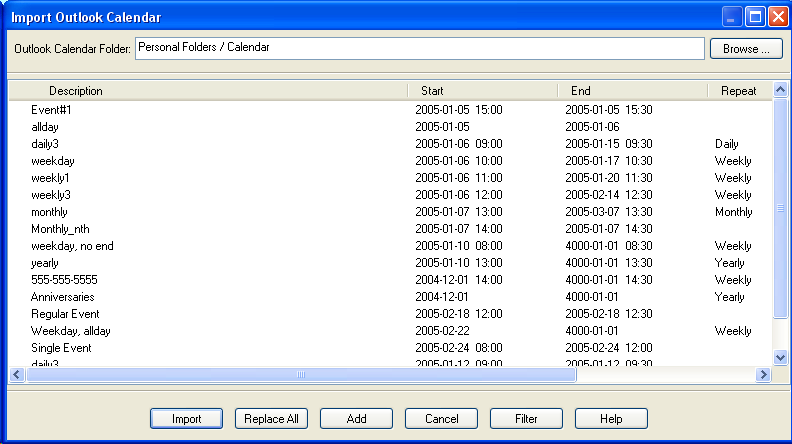 Import Outlook Calendar
Outlook Calendar Folder: Personal Folders / Calendar Browse ...
Description Start End Repeat
Event#1 2005-01-05 15:00 2005-01-05 15:30
allday 2005-01-05 2005-01-06
daily3 2005-01-06 09:00 2005-01-15 09:30 Daily
weekday 2005-01-06 10:00 2005-01-17 10:30 Weekly
weekly1 2005-01-06 11:00 2005-01-20 11:30 Weekly
weekly3 2005-01-06 12:00 2005-02-14 12:30 Weekly
monthly 2005-01-07 13:00 2005-03-07 13:30 Monthly
Monthly_nth 2005-01-07 14:00 2005-01-07 14:30
weekday, no end 2005-01-10 08:00 4000-01-01 08:30 Weekly
yearly 2005-01-10 13:00 4000-01-01 13:30 Yearly
555-555-5555 2004-12-01 14:00 4000-01-01 14:30 Weekly
Anniversaries 2004-12-01 4000-01-01 Yearly
Regular Event 2005-02-18 12:00 2005-02-18 12:30
Weekday, allday 2005-02-22 4000-01-01 Weekly
Single Event 2005-02-24 08:00 2005-02-24 12:00
daily3 2005-01-12 09:00 2005-01-12 09:30
Import Replace All Add Cancel Filter Help